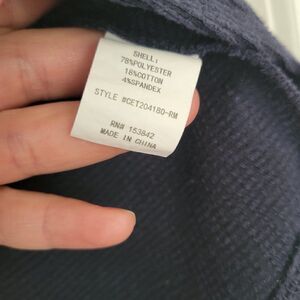 SHELL:
78%POLYESTER
18%COTTON
4%SPANDEX
STYLE #CET204180-RM
RN# 153842
MADE IN CHINA